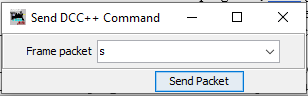 Send DCC++ Command
Frame packet s
Send Packet